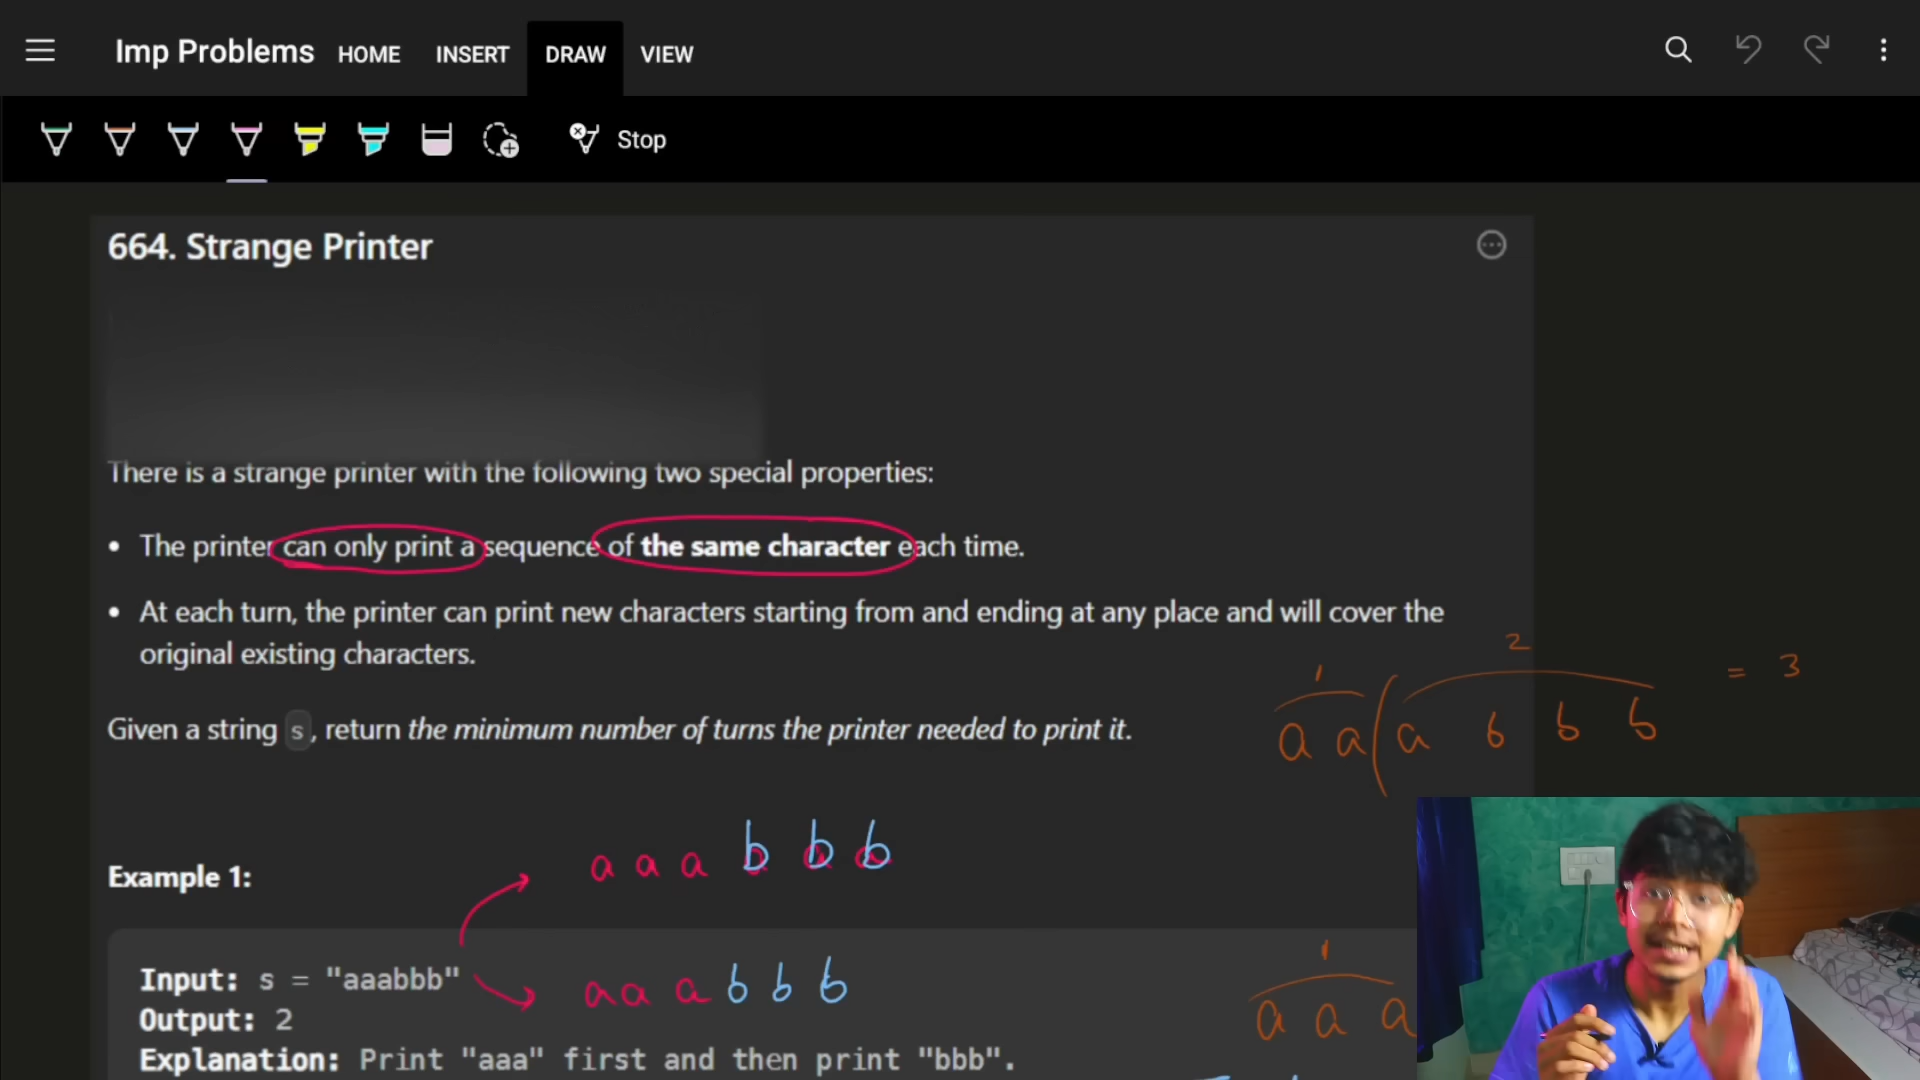 Imp Problems HOME INSERT DRAW VIEW
Stop
664. Strange Printer
There is a strange printer with the following two special properties:
• The printer can only print a sequence of the same character each time.
• At each turn, the printer can print new characters starting from and ending at any place and will cover the
original existing characters.
1 2 = 3
a a ( a b b b
Given a string s, return the minimum number of turns the printer needed to print it.
a a a b b b
Example 1:
Input: s = "aaabbb"
a a a b b b
1
a a a
Output: 2
Explanation: Print "aaa" first and then print "bbb".